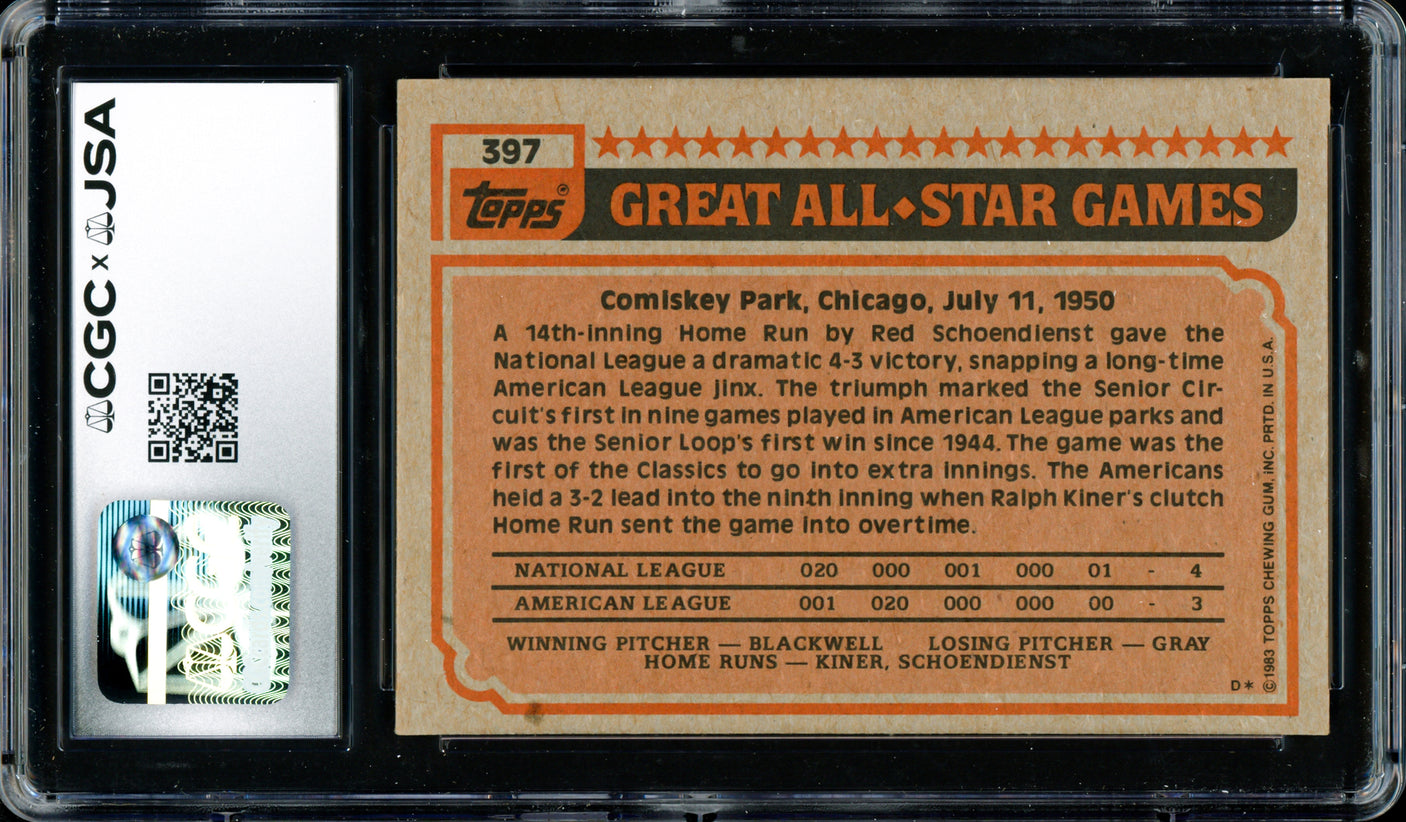 CGC x JSA
397
topps®
GREAT ALL◆STAR GAMES
Comiskey Park, Chicago, July 11, 1950
A 14th-inning Home Run by Red Schoendienst gave the
National League a dramatic 4-3 victory, snapping a long-time
American League jinx. The triumph marked the Senior Cir-
cuit's first in nine games played in American League parks and
was the Senior Loop's first win since 1944. The game was the
first of the Classics to go into extra innings. The Americans
held a 3-2 lead into the ninth inning when Ralph Kiner's clutch
Home Run sent the game into overtime.
NATIONAL LEAGUE 020 000 001 000 01 - 4
AMERICAN LEAGUE 001 020 000 000 00 - 3
WINNING PITCHER — BLACKWELL LOSING PITCHER — GRAY
HOME RUNS — KINER, SCHOENDIENST
D*
©1983 TOPPS CHEWING GUM, INC. PRTD. IN U.S.A.